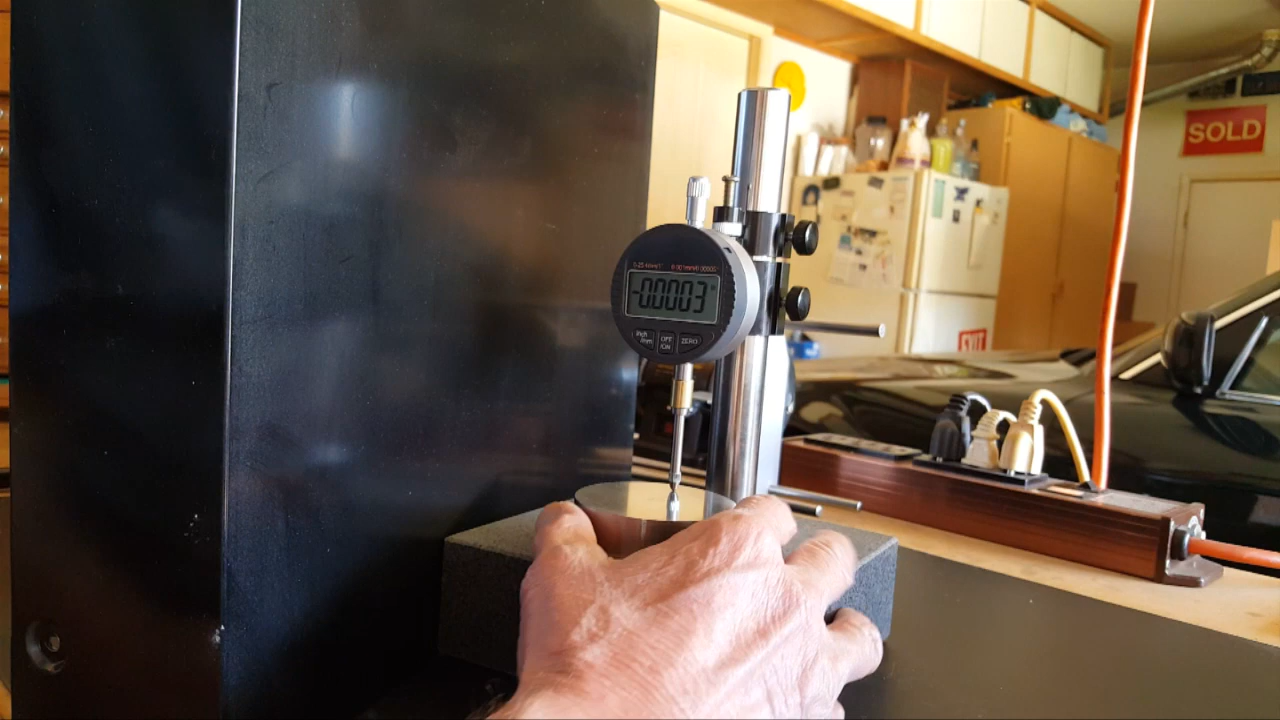 -0.0003"
inch
/mm
OFF
/ON
ZERO
SOLD
EXIT